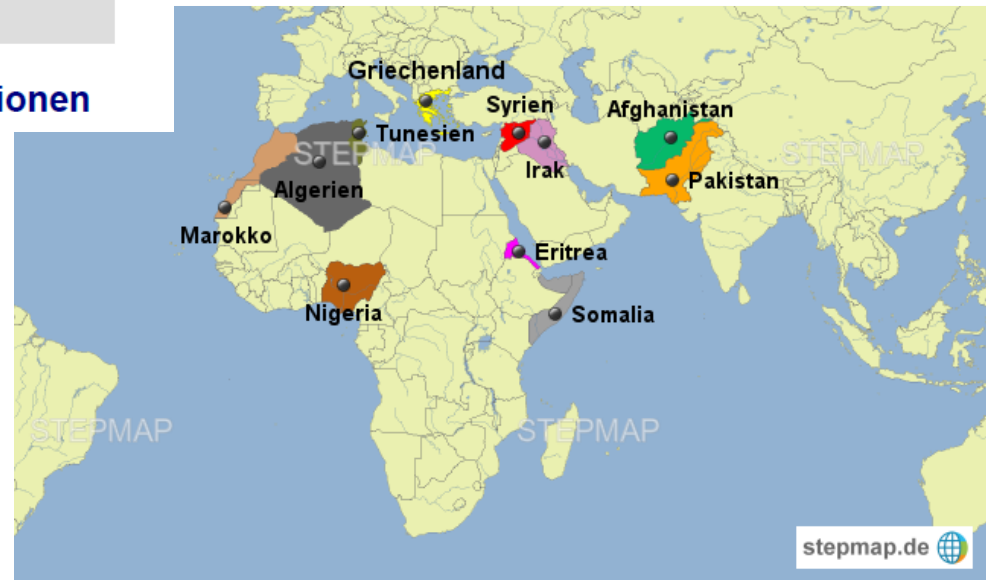 ionen
Griechenland
Syrien
Afghanistan
Tunesien
STEPMAP
STEPMAP
Irak
Algerien
Pakistan
Marokko
Eritrea
Nigeria
Somalia
STEPMAP
STEPMAP
stepmap.de